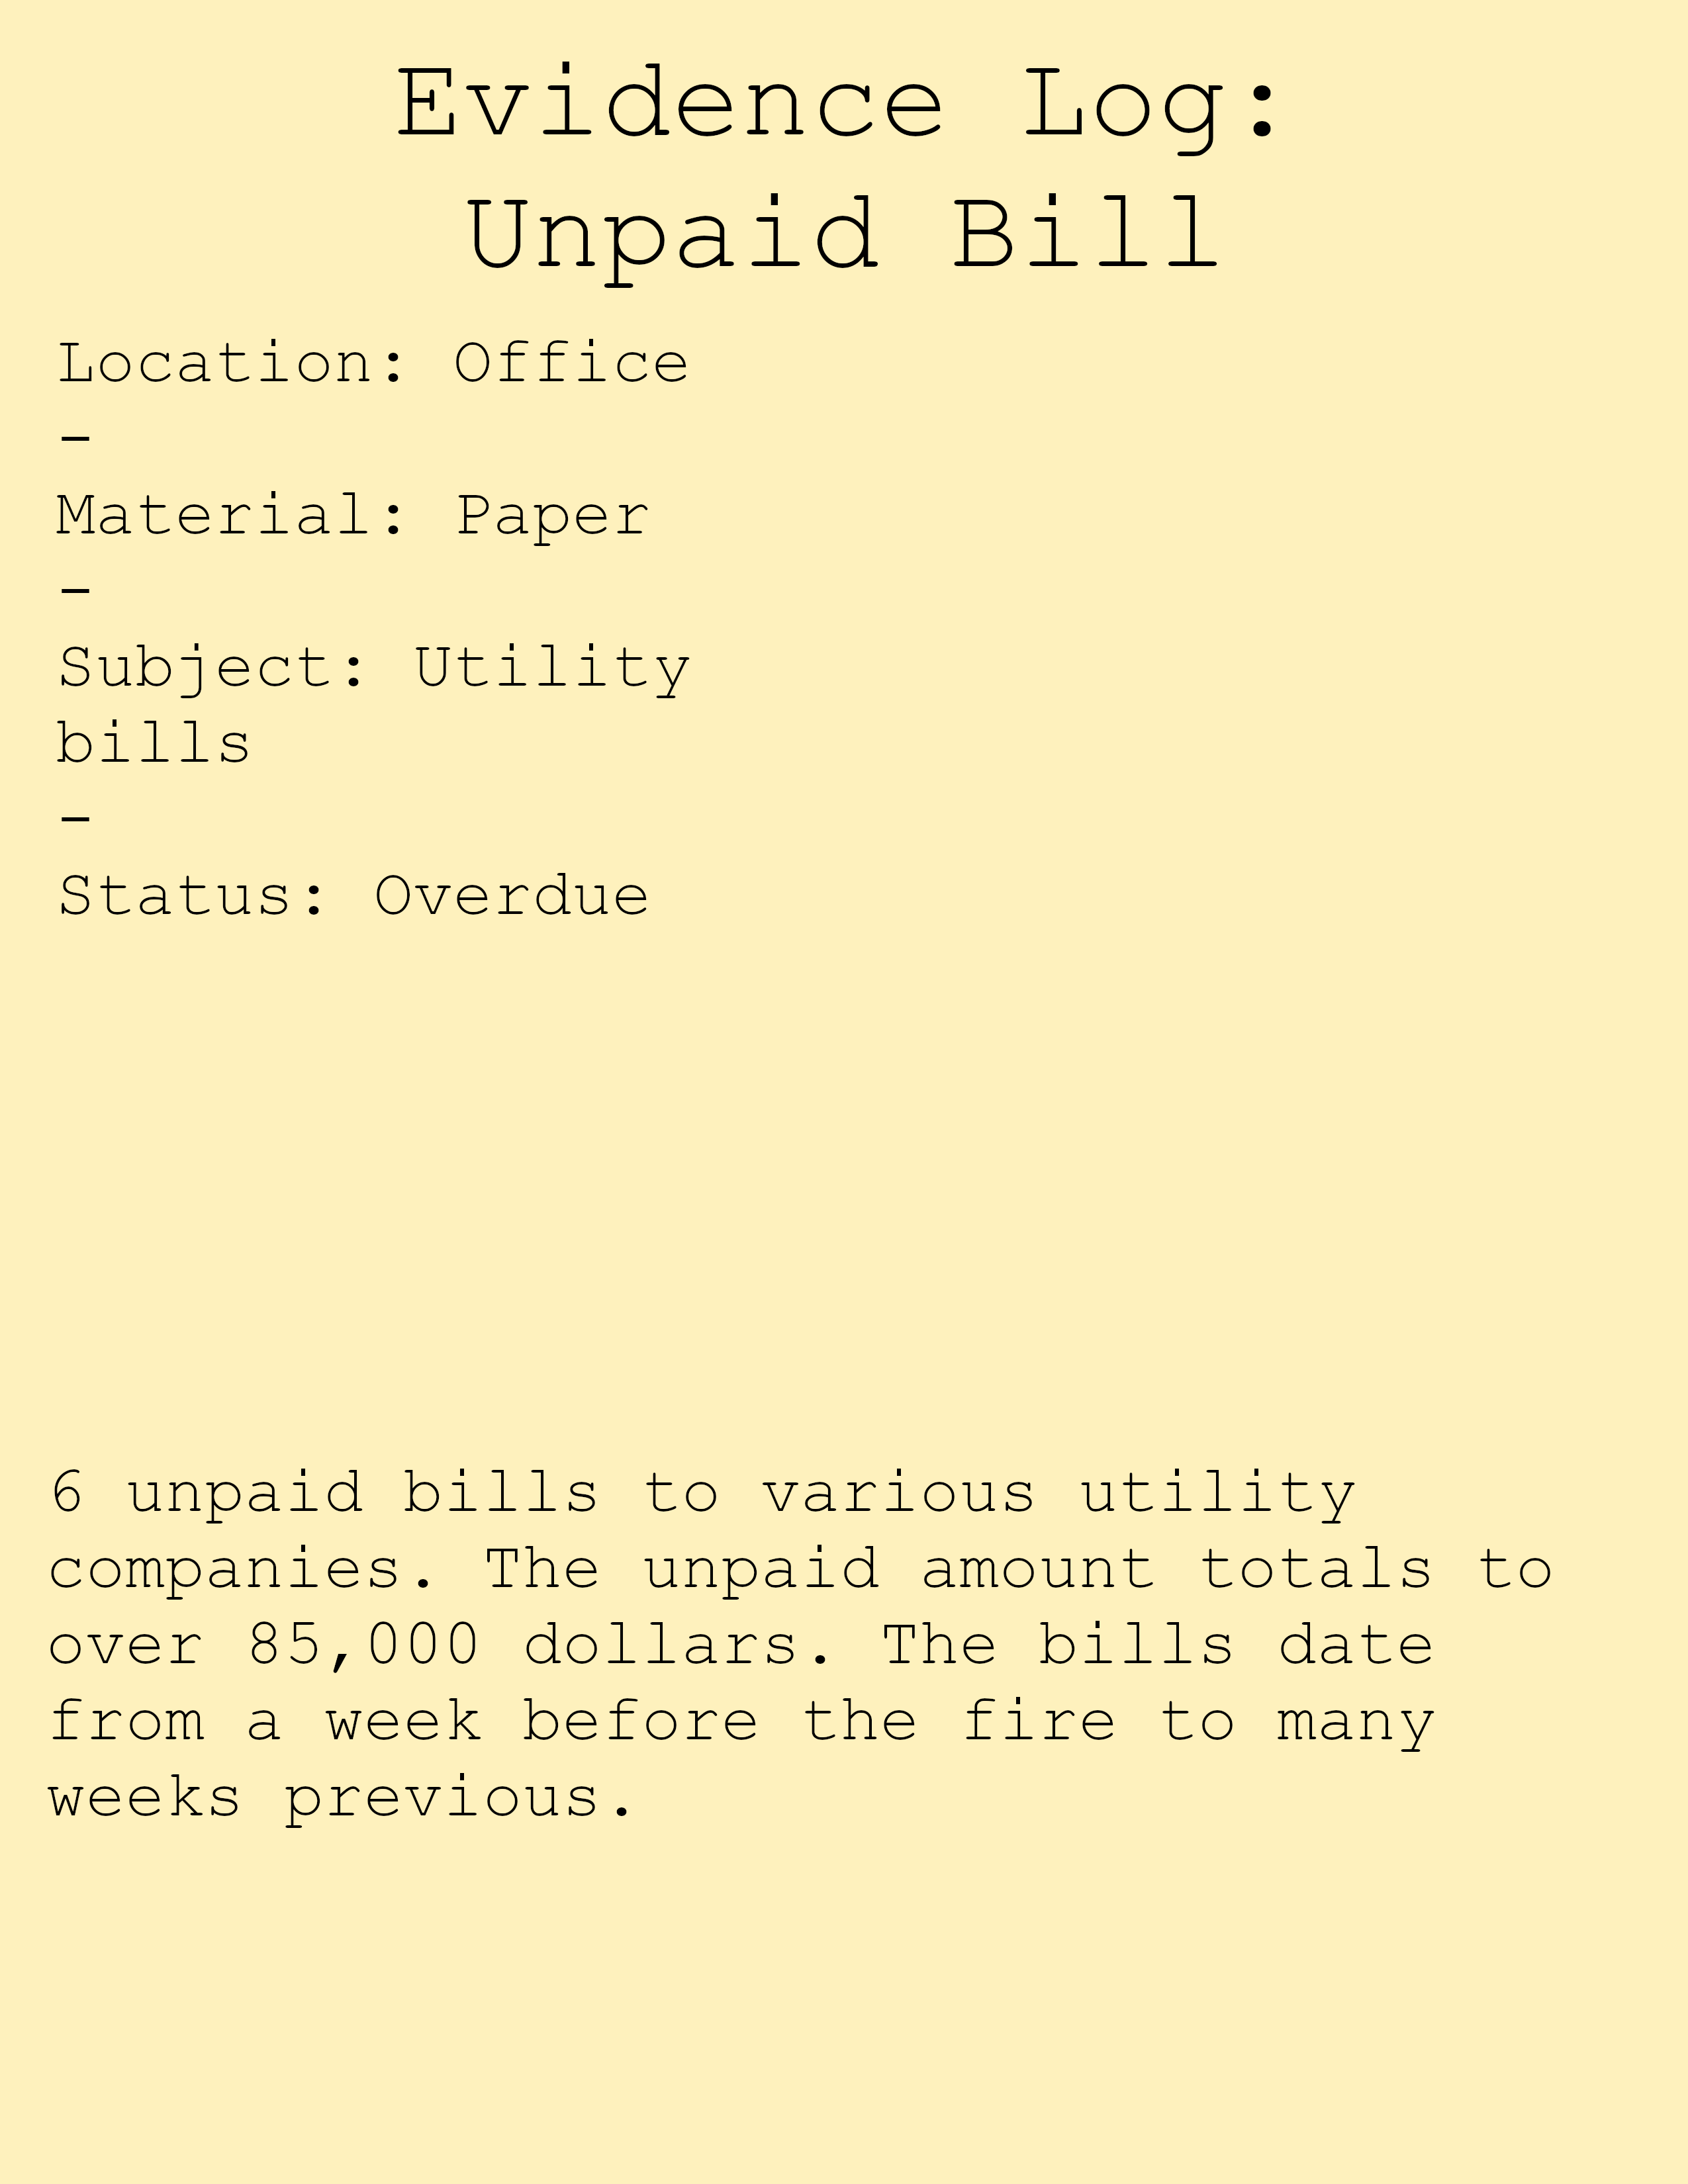 Evidence Log:
Unpaid Bill
Location: Office
-
Material: Paper
-
Subject: Utility
bills
-
Status: Overdue
6 unpaid bills to various utility
companies. The unpaid amount totals to
over 85,000 dollars. The bills date
from a week before the fire to many
weeks previous.